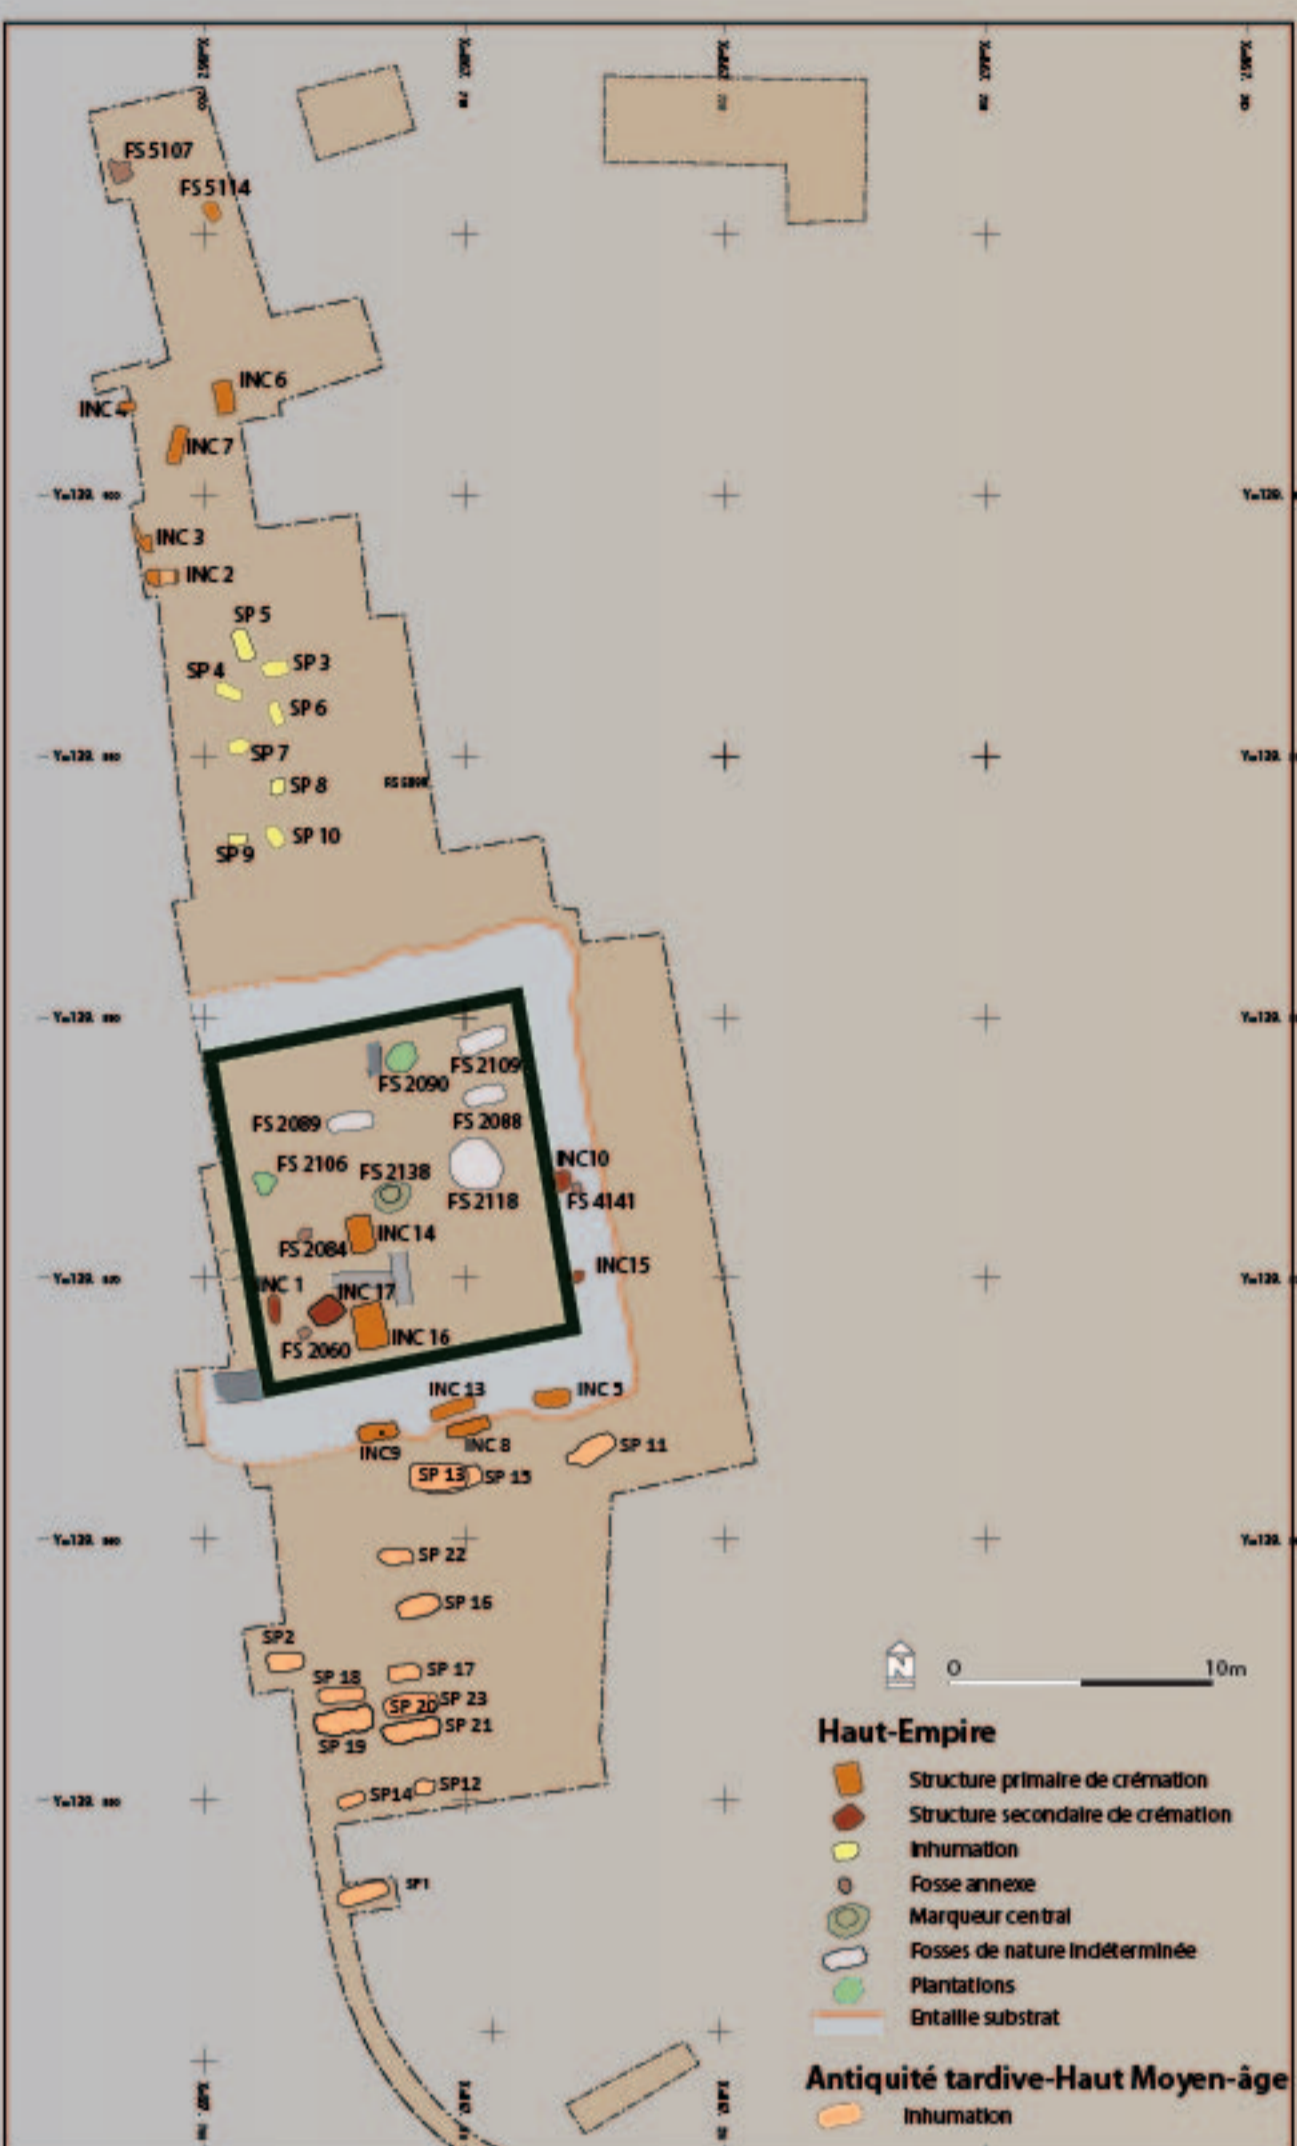 FS 5107
FS 5114
INC 6
INC 4
INC 7
INC 3
INC 2
SP 5
SP 3
SP 4
SP 6
SP 7
SP 8
SP 10
SP 9
FS 2109
FS 2090
FS 2089
FS 2088
FS 2106
FS 2138
INC10
FS 2118
FS 4141
INC 14
FS 2084
INC15
INC 1
INC 17
INC 16
FS 2060
INC 13
INC 5
INC9
INC 8
SP 11
SP 13
SP 15
SP 22
SP 16
SP2
SP 17
SP 18
SP 23
SP 20
SP 21
SP 19
SP12
SP14
SP1
N
0 10m
Haut-Empire
Structure primaire de crémation
Structure secondaire de crémation
Inhumation
Fosse annexe
Marqueur central
Fosses de nature indéterminée
Plantations
Entaille substrat
Antiquité tardive-Haut Moyen-âge
Inhumation